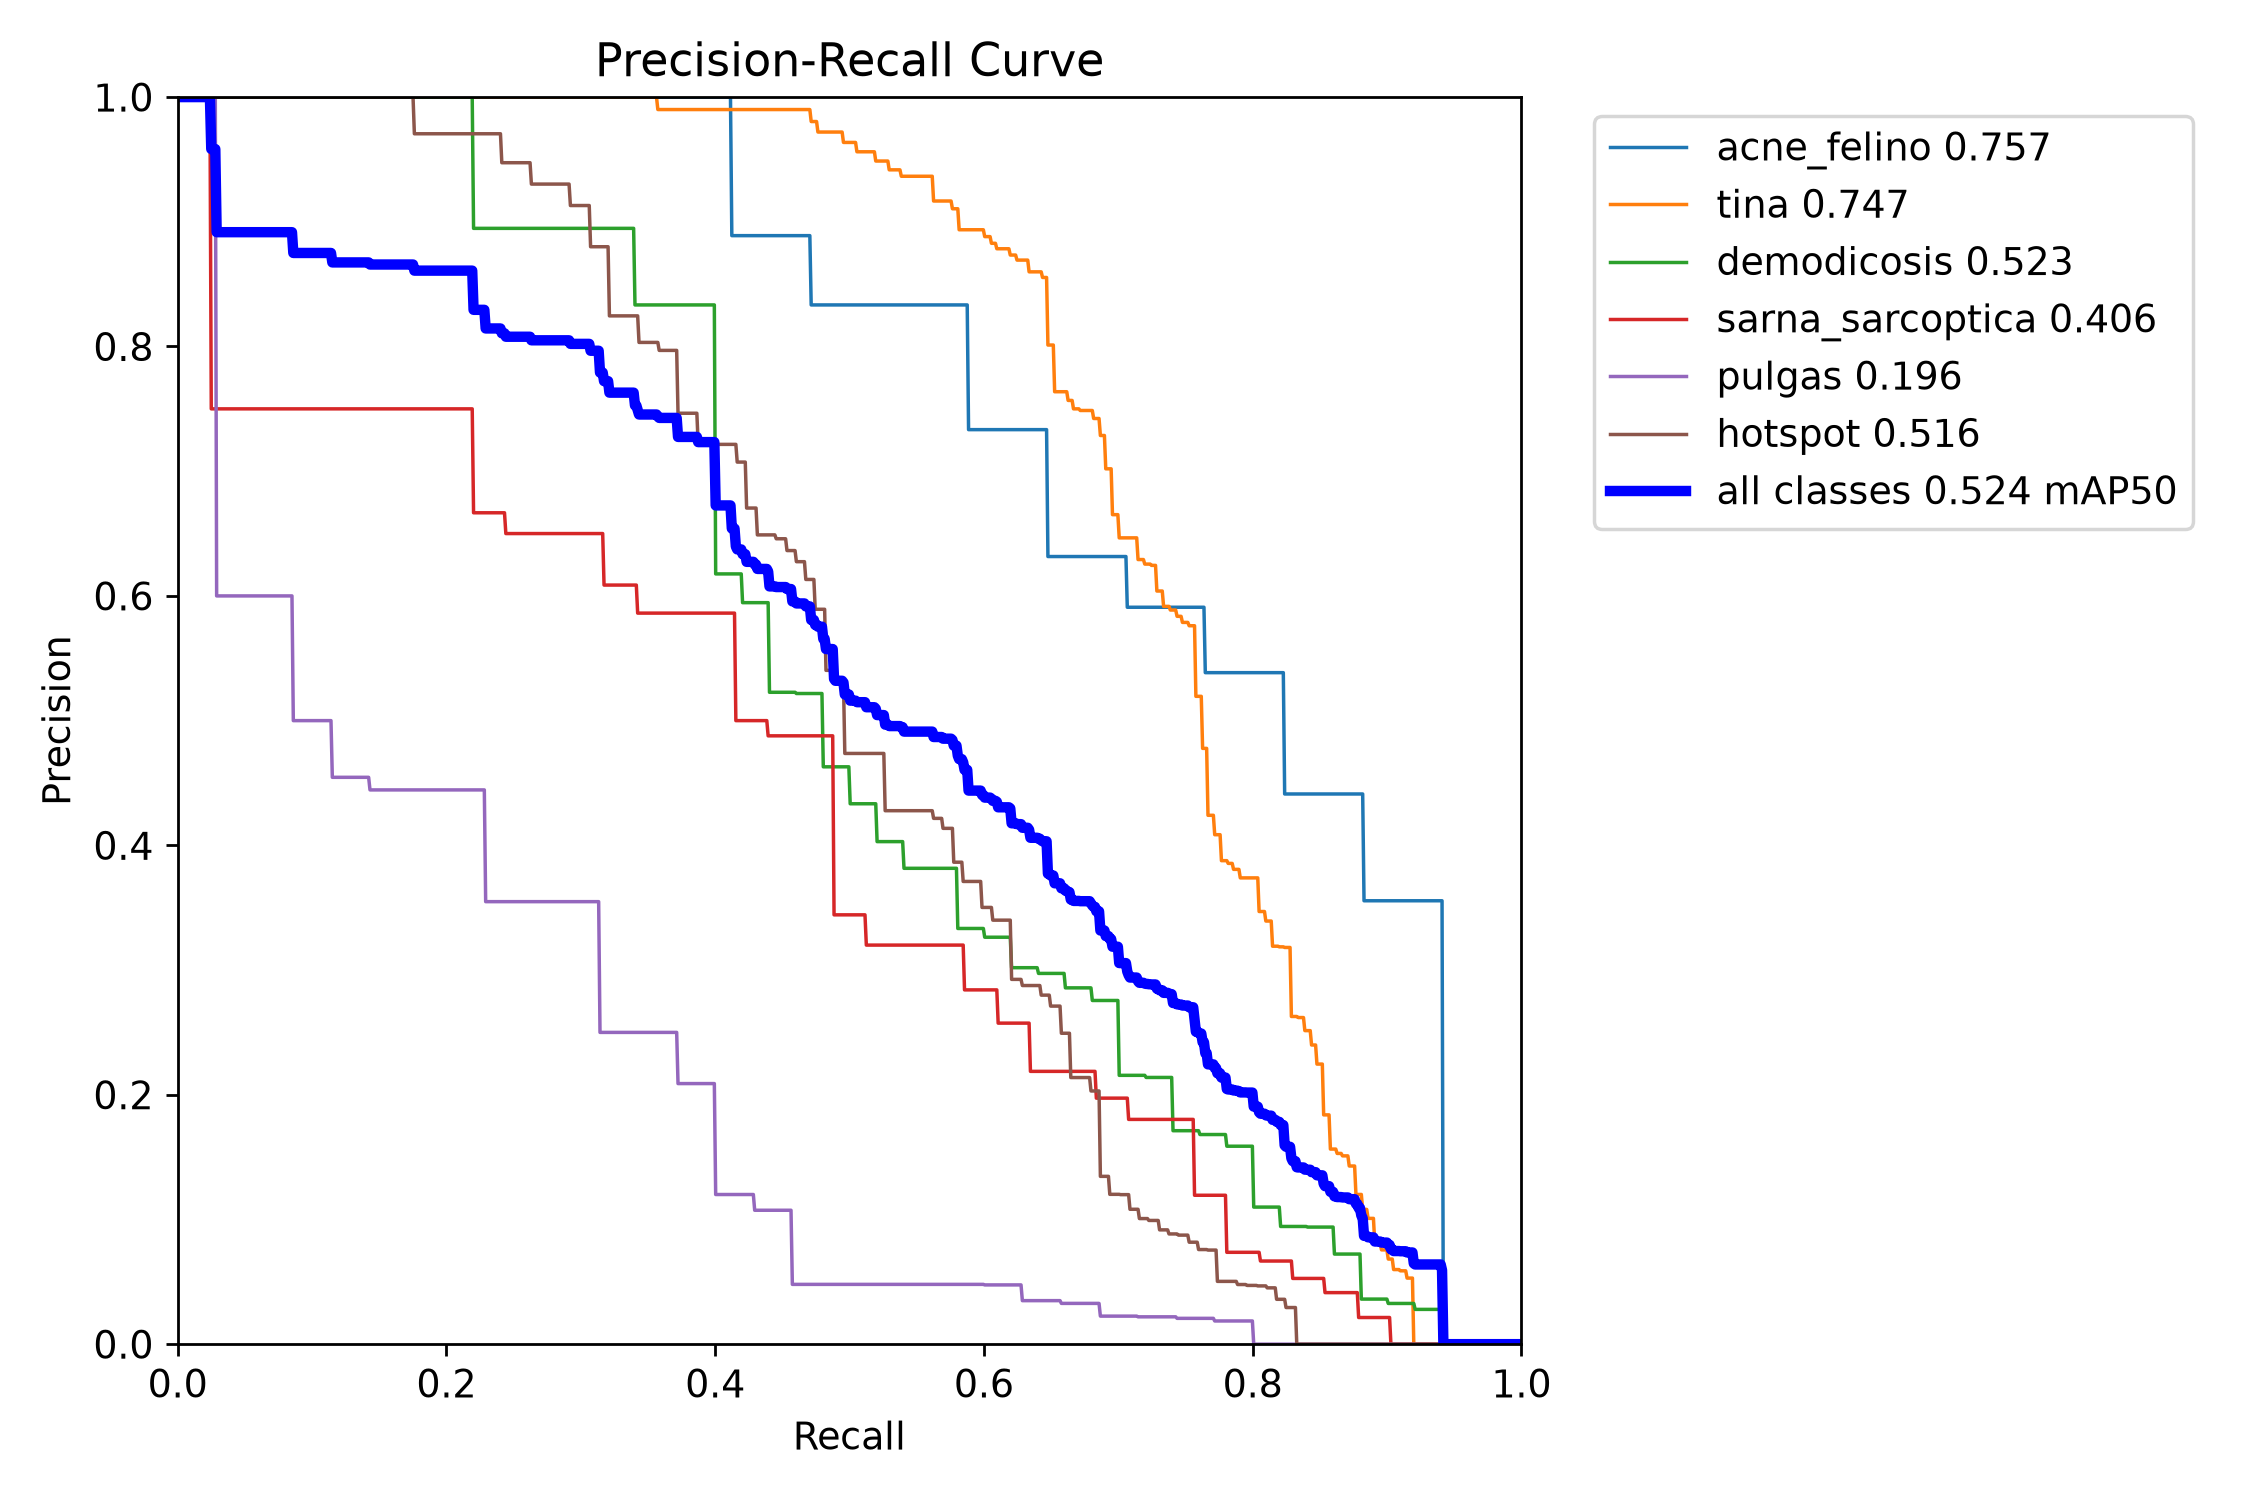 Precision-Recall Curve
1.0
0.8
0.6
0.4
0.2
0.0
Precision
0.0 0.2 0.4 0.6 0.8 1.0
Recall
acne_felino 0.757
tina 0.747
demodicosis 0.523
sarna_sarcoptica 0.406
pulgas 0.196
hotspot 0.516
all classes 0.524 mAP50